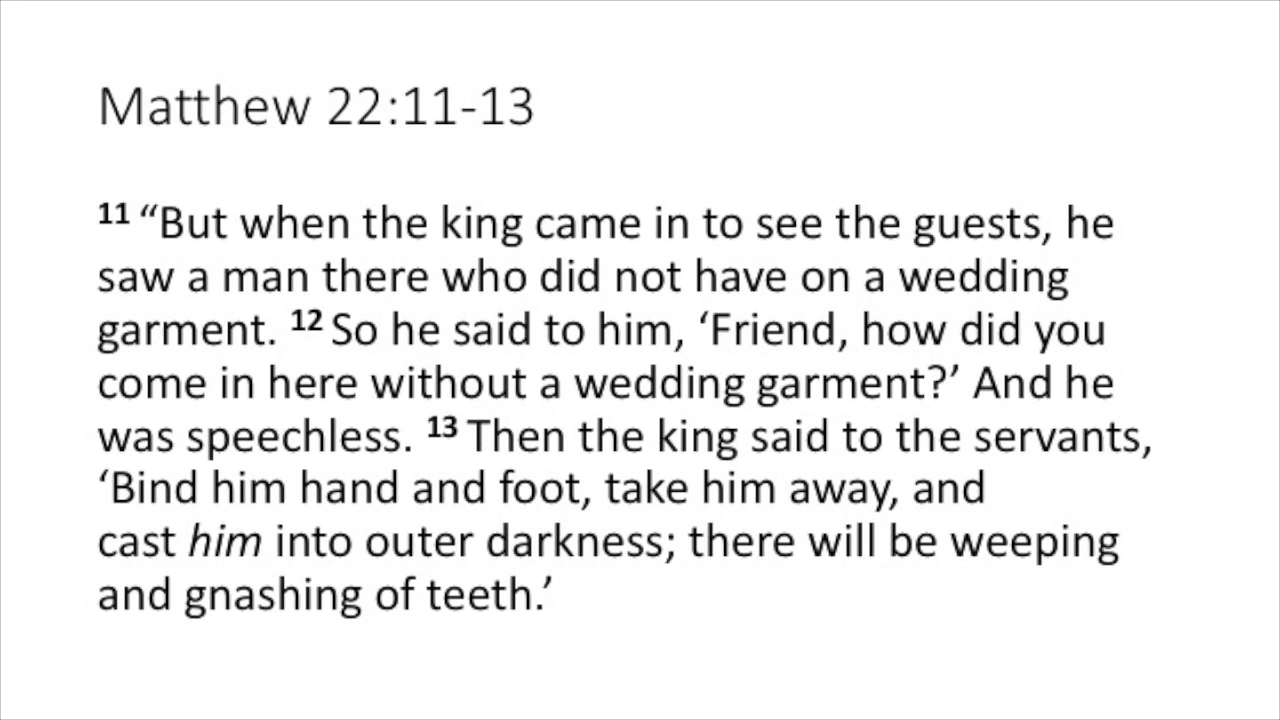 Matthew 22:11-13
11 “But when the king came in to see the guests, he
saw a man there who did not have on a wedding
garment. 12 So he said to him, ‘Friend, how did you
come in here without a wedding garment?’ And he
was speechless. 13 Then the king said to the servants,
‘Bind him hand and foot, take him away, and
cast him into outer darkness; there will be weeping
and gnashing of teeth.’